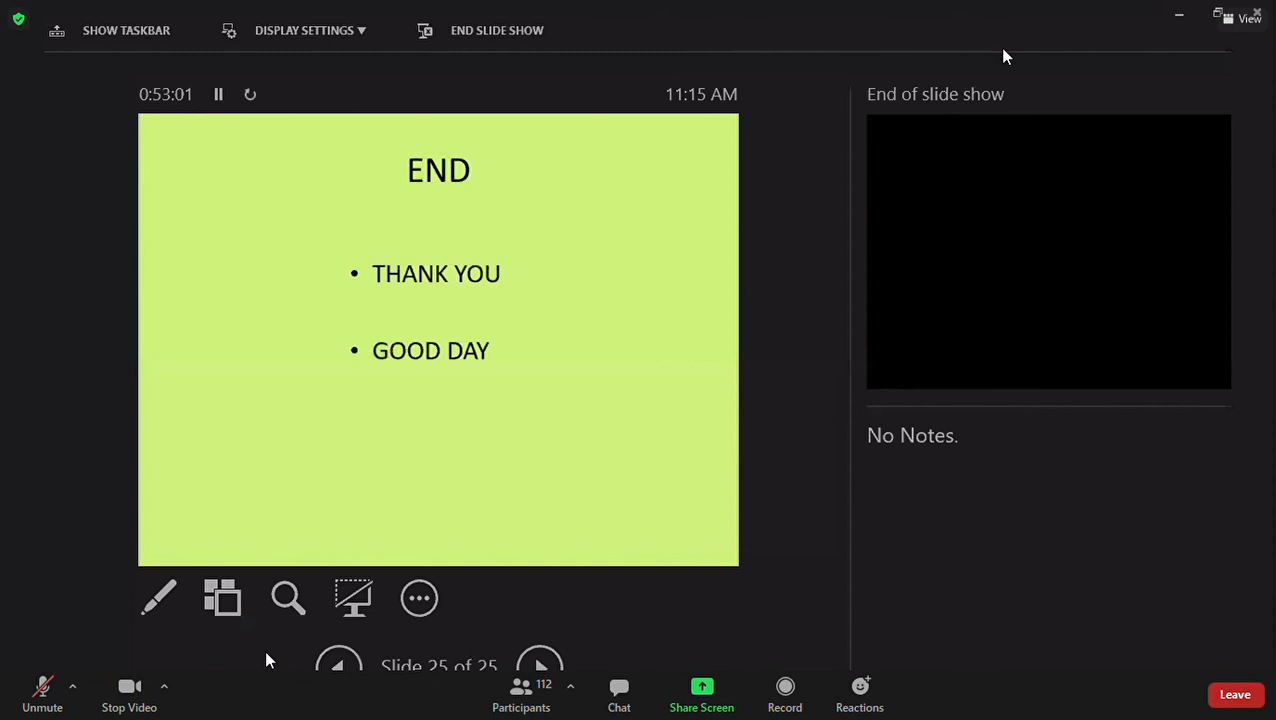 SHOW TASKBAR
DISPLAY SETTINGS ▼
END SLIDE SHOW
View
0:53:01
11:15 AM
End of slide show
END
• THANK YOU
• GOOD DAY
No Notes.
Slide 25 of 25
Unmute
Stop Video
112
Participants
Chat
Share Screen
Record
Reactions
Leave